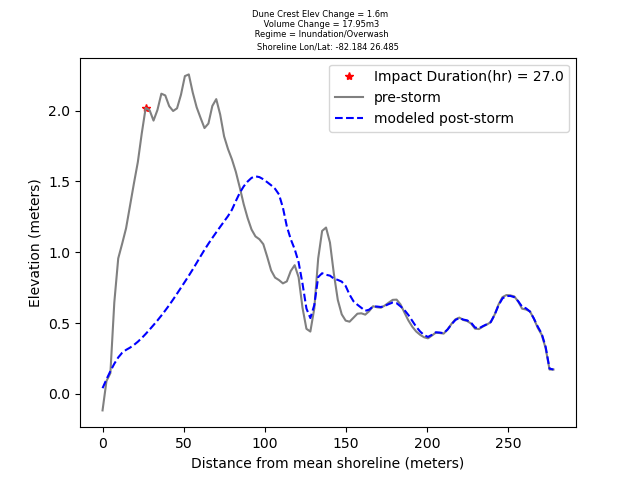 Dune Crest Elev Change = 1.6m
Volume Change = 17.95m3
Regime = Inundation/Overwash
Shoreline Lon/Lat: -82.184 26.485
Impact Duration(hr) = 27.0
pre-storm
modeled post-storm
Elevation (meters)
2.0
1.5
1.0
0.5
0.0
0 50 100 150 200 250
Distance from mean shoreline (meters)